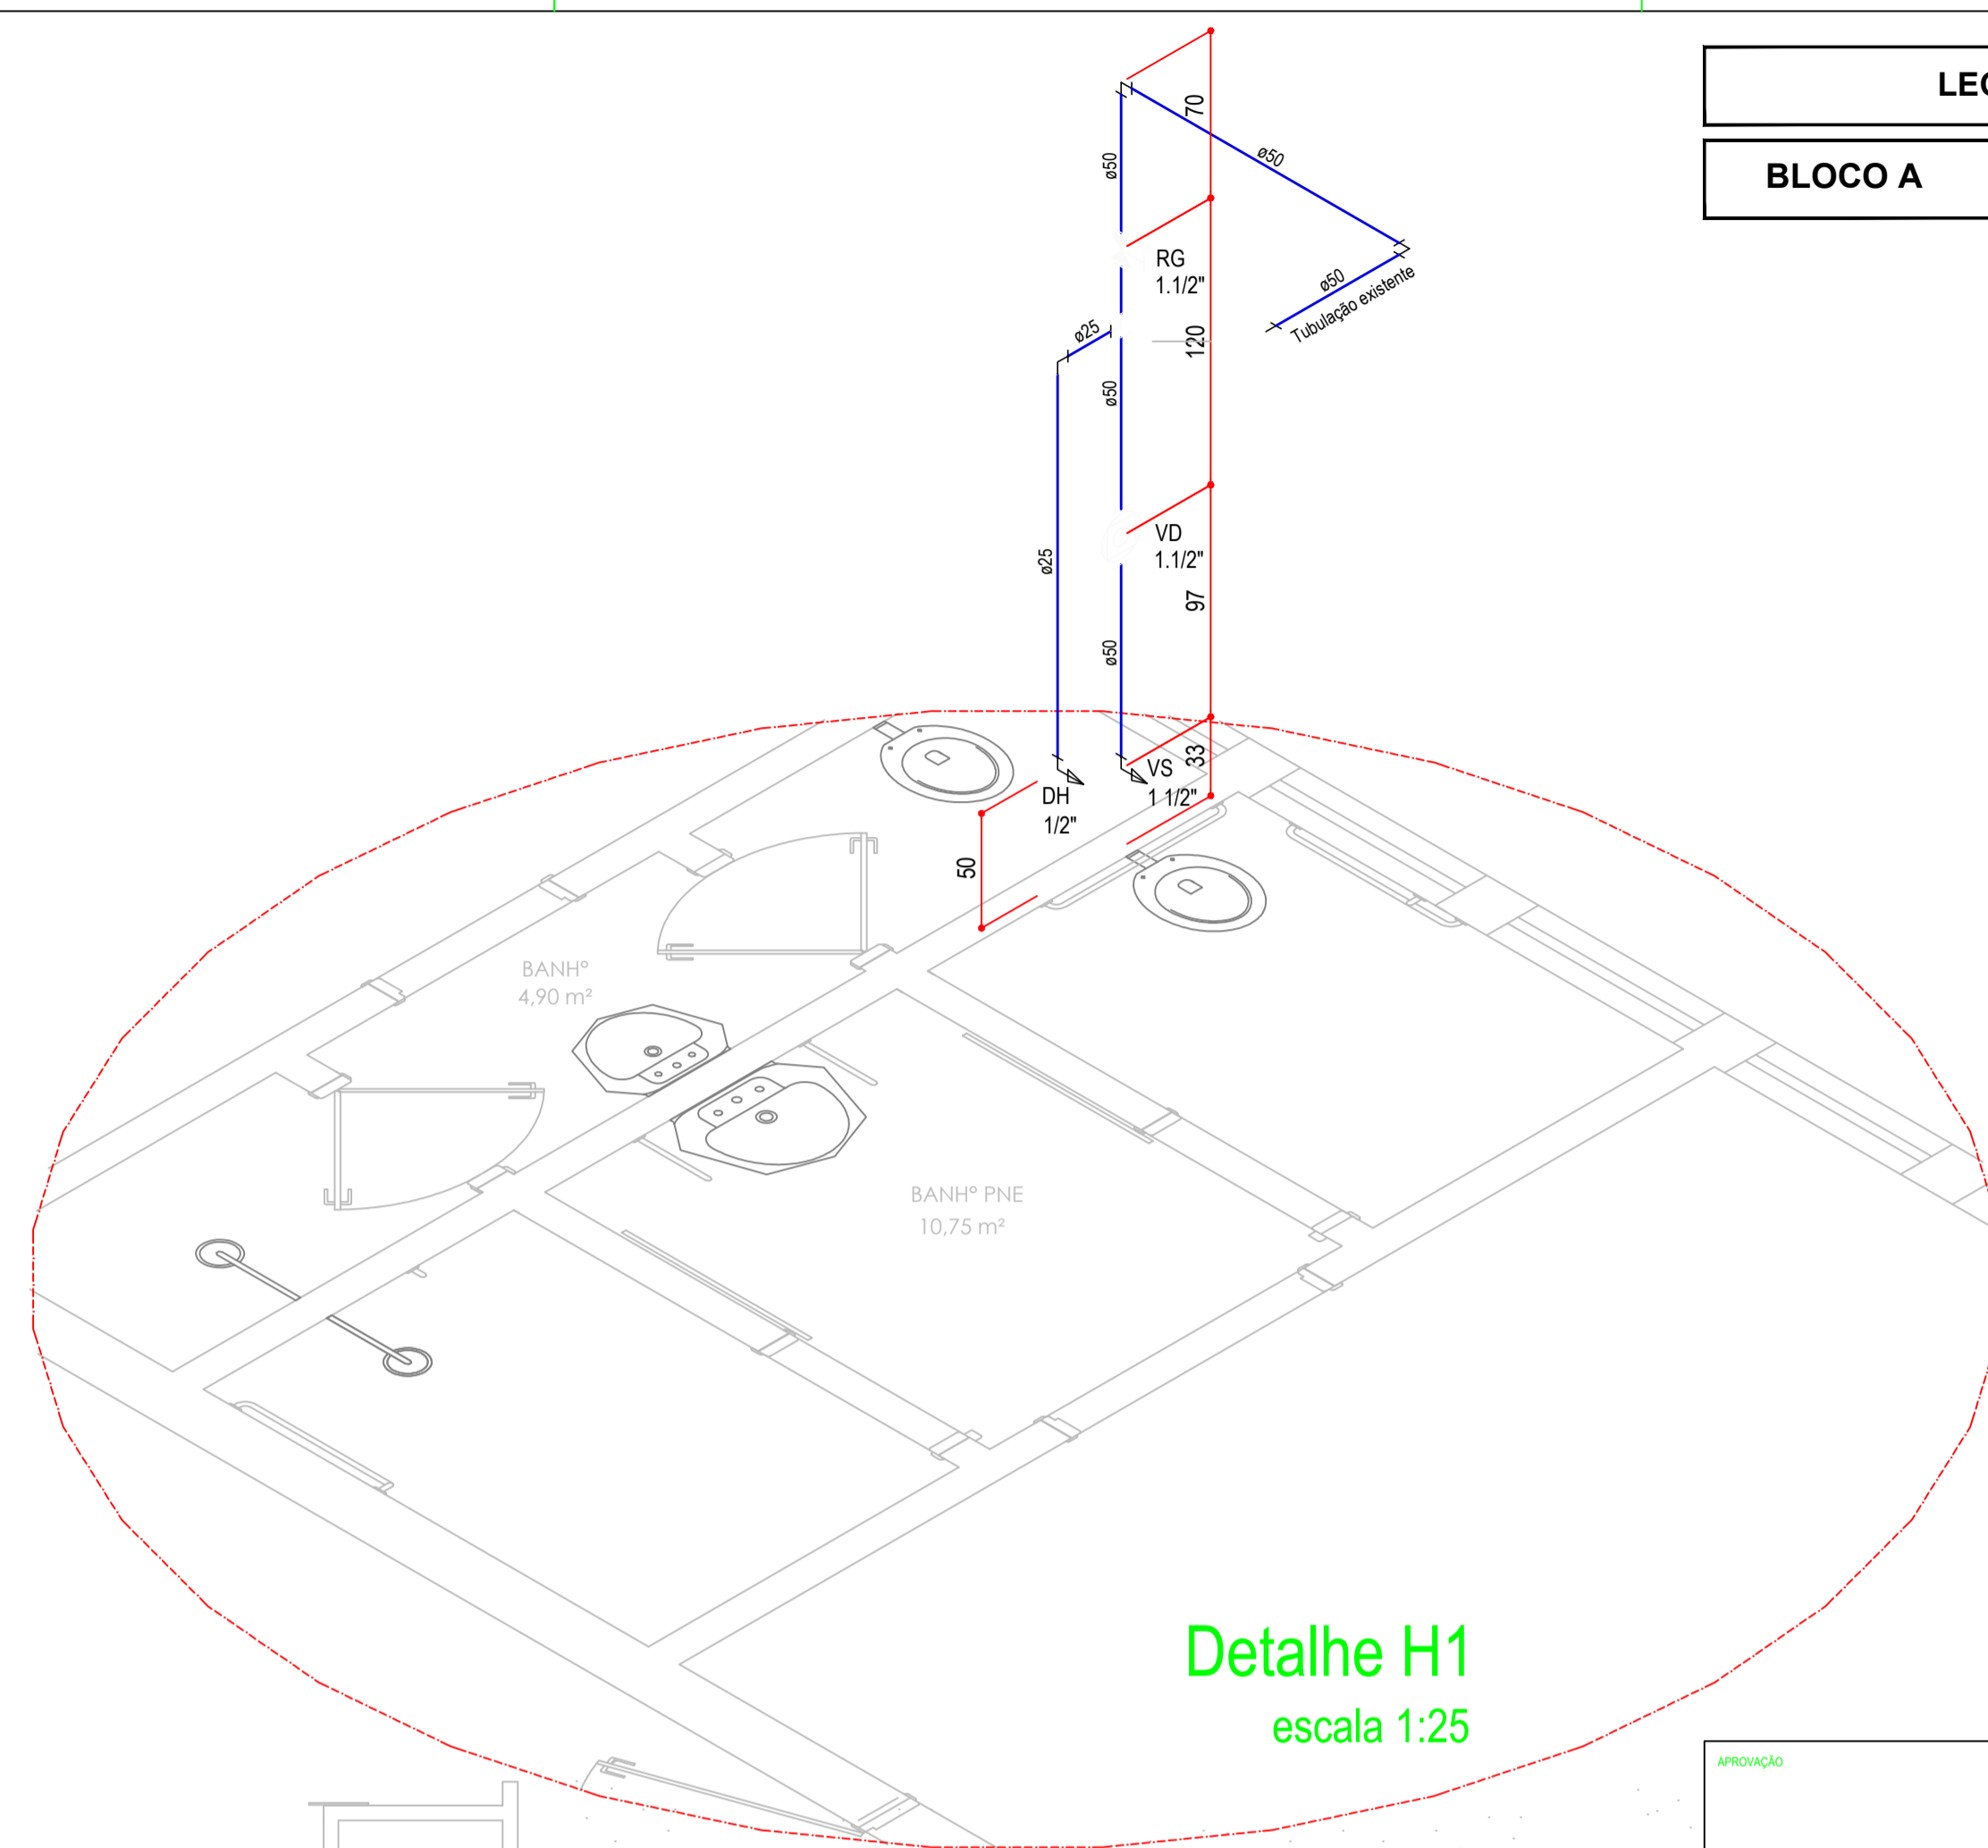 LEG
BLOCO A
70
ø50
ø50
RG
1.1/2"
ø50
Tubulação existente
ø25
120
ø50
VD
1.1/2"
ø25
97
ø50
33
VS
1 1/2"
DH
1/2"
50
BANHº
4,90 m²
BANHº PNE
10,75 m²
Detalhe H1
escala 1:25
APROVAÇÃO